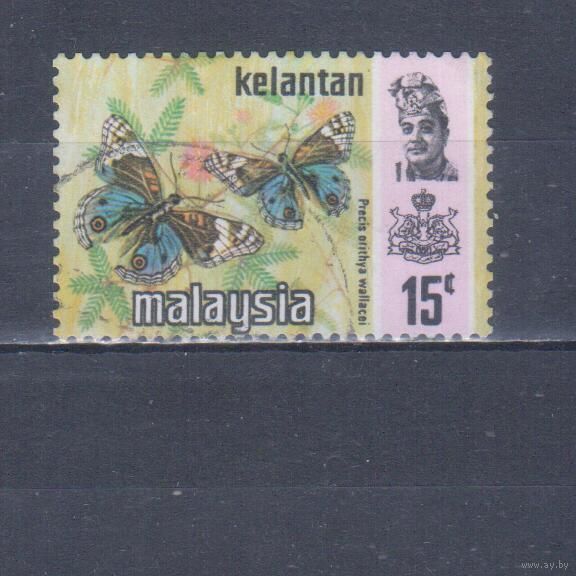 kelantan
Precis orithya wallacei
malaysia
15¢
www.ay.by